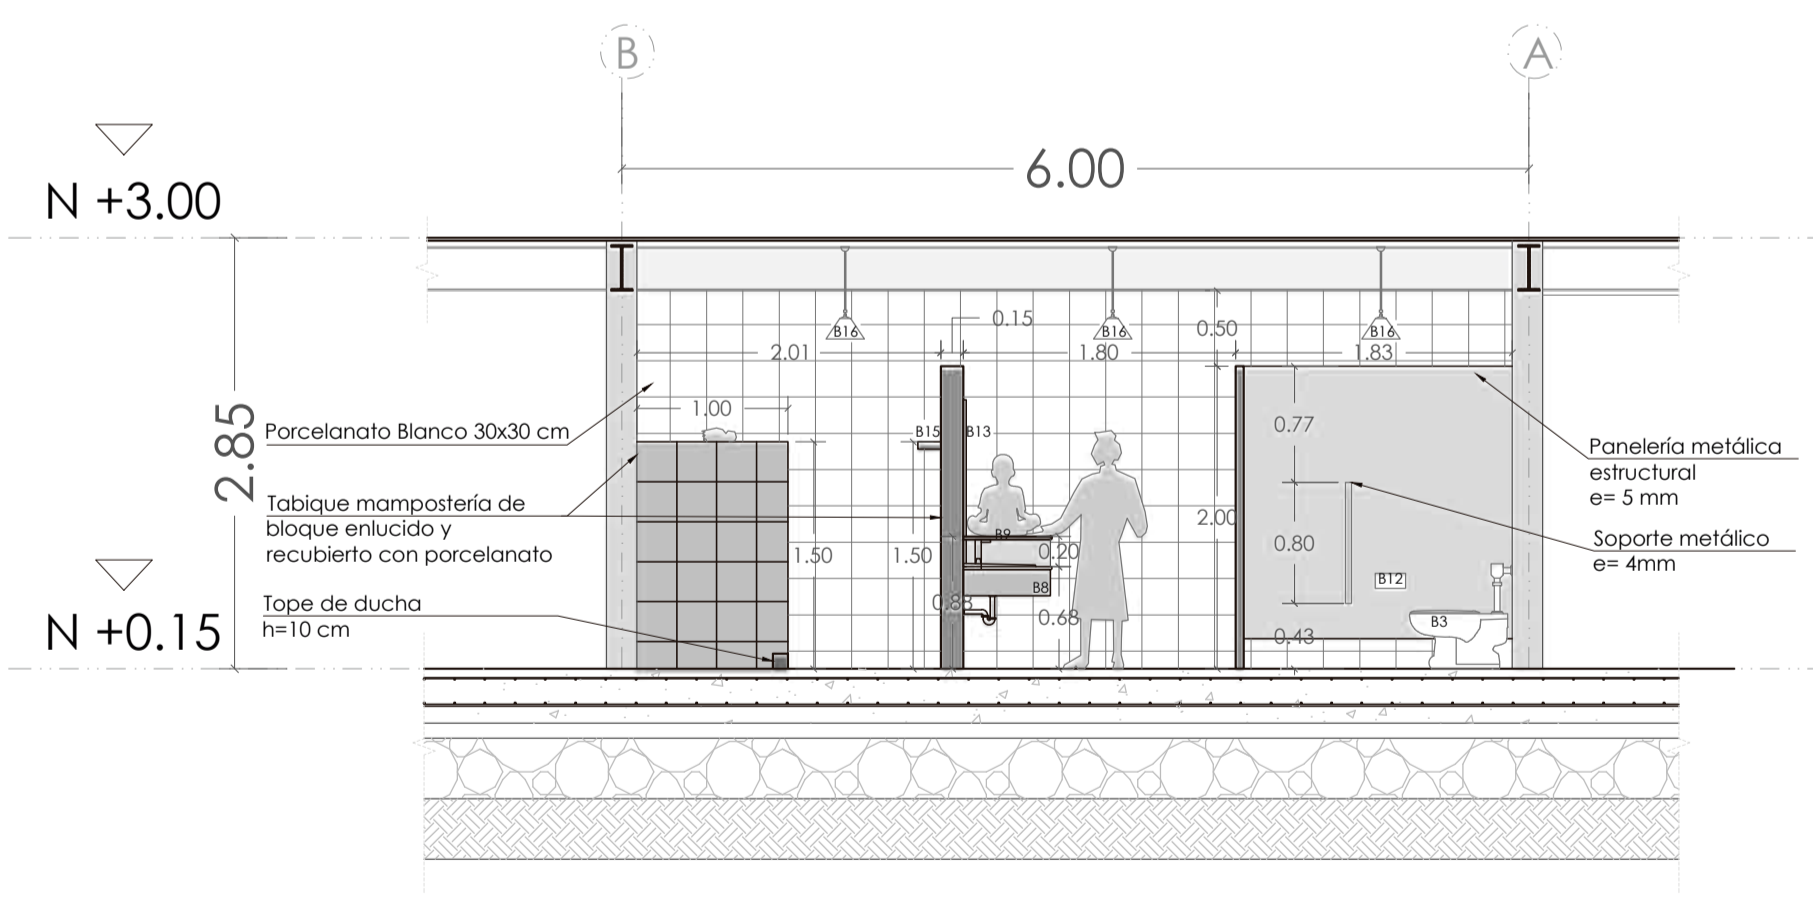 B
A
6.00
N +3.00
0.15
B16
B16
B16
0.50
2.01
1.80
1.83
1.00
0.77
2.85
Porcelanato Blanco 30x30 cm
B15
B13
Panelería metálica
estructural
e= 5 mm
Tabique mampostería de
bloque enlucido y
recubierto con porcelanato
2.00
B9
1.50
1.50
0.20
0.80
Soporte metálico
e= 4mm
B12
B8
Tope de ducha
h=10 cm
0.88
0.68
B3
0.43
N +0.15